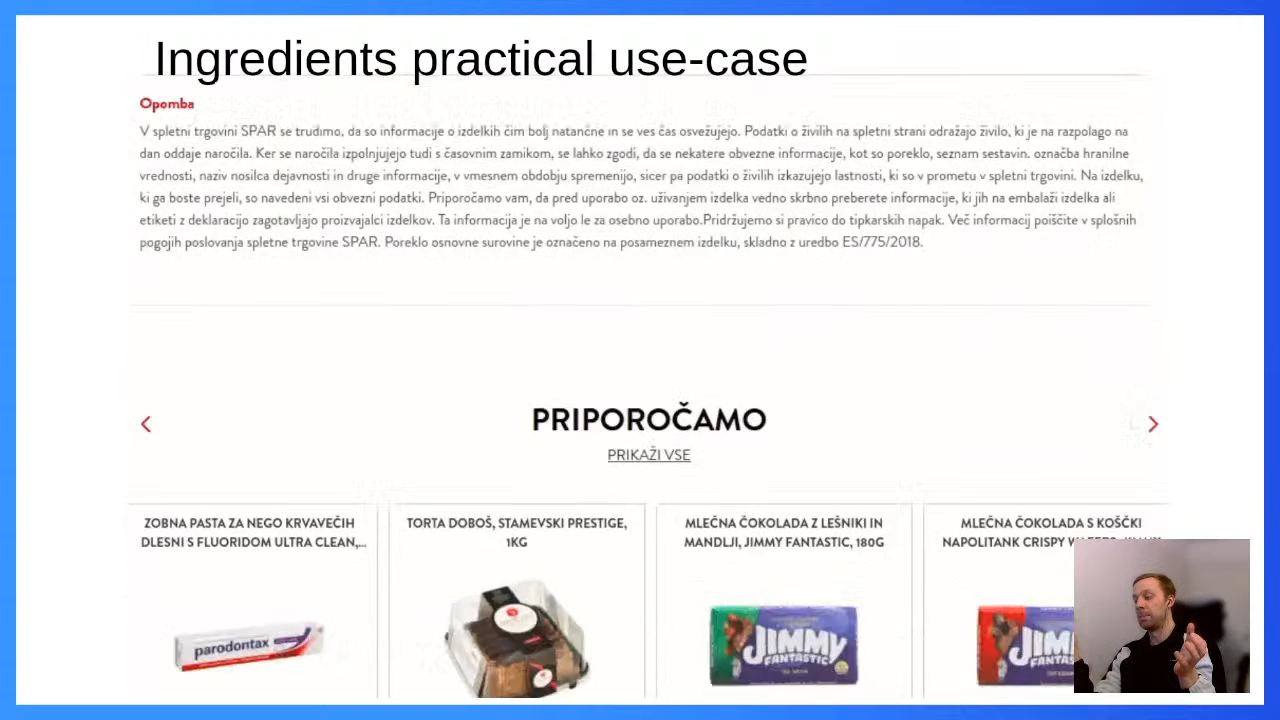 Ingredients practical use-case
Opomba
V spletni trgovini SPAR se trudimo, da so informacije o izdelkih čim bolj natančne in se ves čas osvežujejo. Podatki o živilih na spletni strani odražajo živilo, ki je na razpolago na
dan oddaje naročila. Ker se naročila izpolnjujejo tudi s časovnim zamikom, se lahko zgodi, da se nekatere obvezne informacije, kot so poreklo, seznam sestavin. označba hranilne
vrednosti, naziv nosilca dejavnosti in druge informacije, v vmesnem obdobju spremenijo, sicer pa podatki o živilih izkazujejo lastnosti, ki so v prometu v spletni trgovini. Na izdelku,
ki ga boste prejeli, so navedeni vsi obvezni podatki. Priporočamo vam, da pred uporabo oz. uživanjem izdelka vedno skrbno preberete informacije, ki jih na embalaži izdelka ali
etiketi z deklaracijo zagotavljajo proizvajalci izdelkov. Ta informacija je na voljo le za osebno uporabo.Pridržujemo si pravico do tipkarskih napak. Več informacij poiščite v splošnih
pogojih poslovanja spletne trgovine SPAR. Poreklo osnovne surovine je označeno na posameznem izdelku, skladno z uredbo ES/775/2018.
PRIPOROČAMO
PRIKAŽI VSE
ZOBNA PASTA ZA NEGO KRVAVEČIH
DLESNI S FLUORIDOM ULTRA CLEAN,...
TORTA DOBOŠ, STAMEVSKI PRESTIGE,
1KG
MLEČNA ČOKOLADA Z LEŠNIKI IN
MANDLJI, JIMMY FANTASTIC, 180G
MLEČNA ČOKOLADA S KOŠČKI
NAPOLITANK CRISPY
parodontax
JIMMY
FANTASTIC